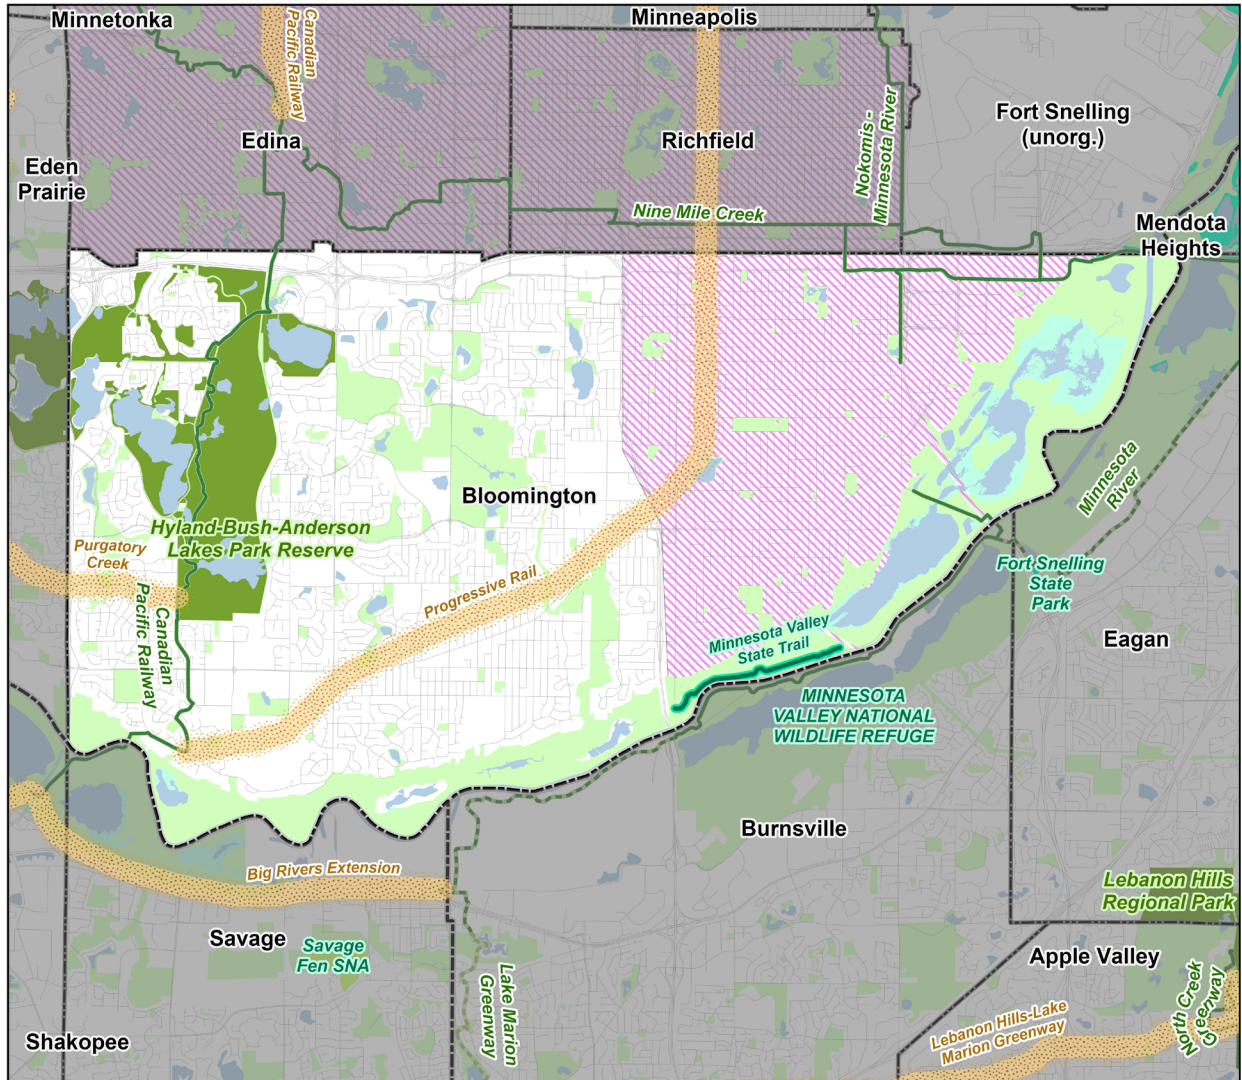 Minnetonka
Canadian
Pacific Railway
Minneapolis
Edina
Richfield
Nokomis -
Minnesota River
Fort Snelling
(unorg.)
Eden
Prairie
Nine Mile Creek
Mendota
Heights
Bloomington
Minnesota
River
Hyland-Bush-Anderson
Lakes Park Reserve
Purgatory
Creek
Canadian
Pacific Railway
Progressive Rail
Fort Snelling
State
Park
Minnesota Valley
State Trail
Eagan
MINNESOTA
VALLEY NATIONAL
WILDLIFE REFUGE
Burnsville
Big Rivers Extension
Lebanon Hills
Regional Park
Savage
Savage
Fen SNA
Apple Valley
Lake Marion
Greenway
North Creek
Greenway
Lebanon Hills-Lake
Marion Greenway
Shakopee